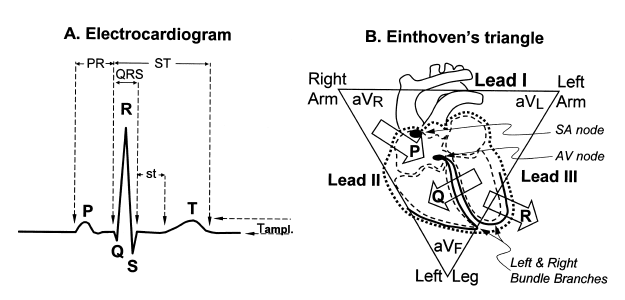 A. Electrocardiogram
PR
ST
QRS
R
st
P
T
Tampl.
Q
S
B. Einthoven's triangle
Right
Arm
Lead I
Left
Arm
aVR
aVL
SA node
P
AV node
Lead II
Lead III
Q
R
aVF
Left Leg
Left & Right
Bundle Branches